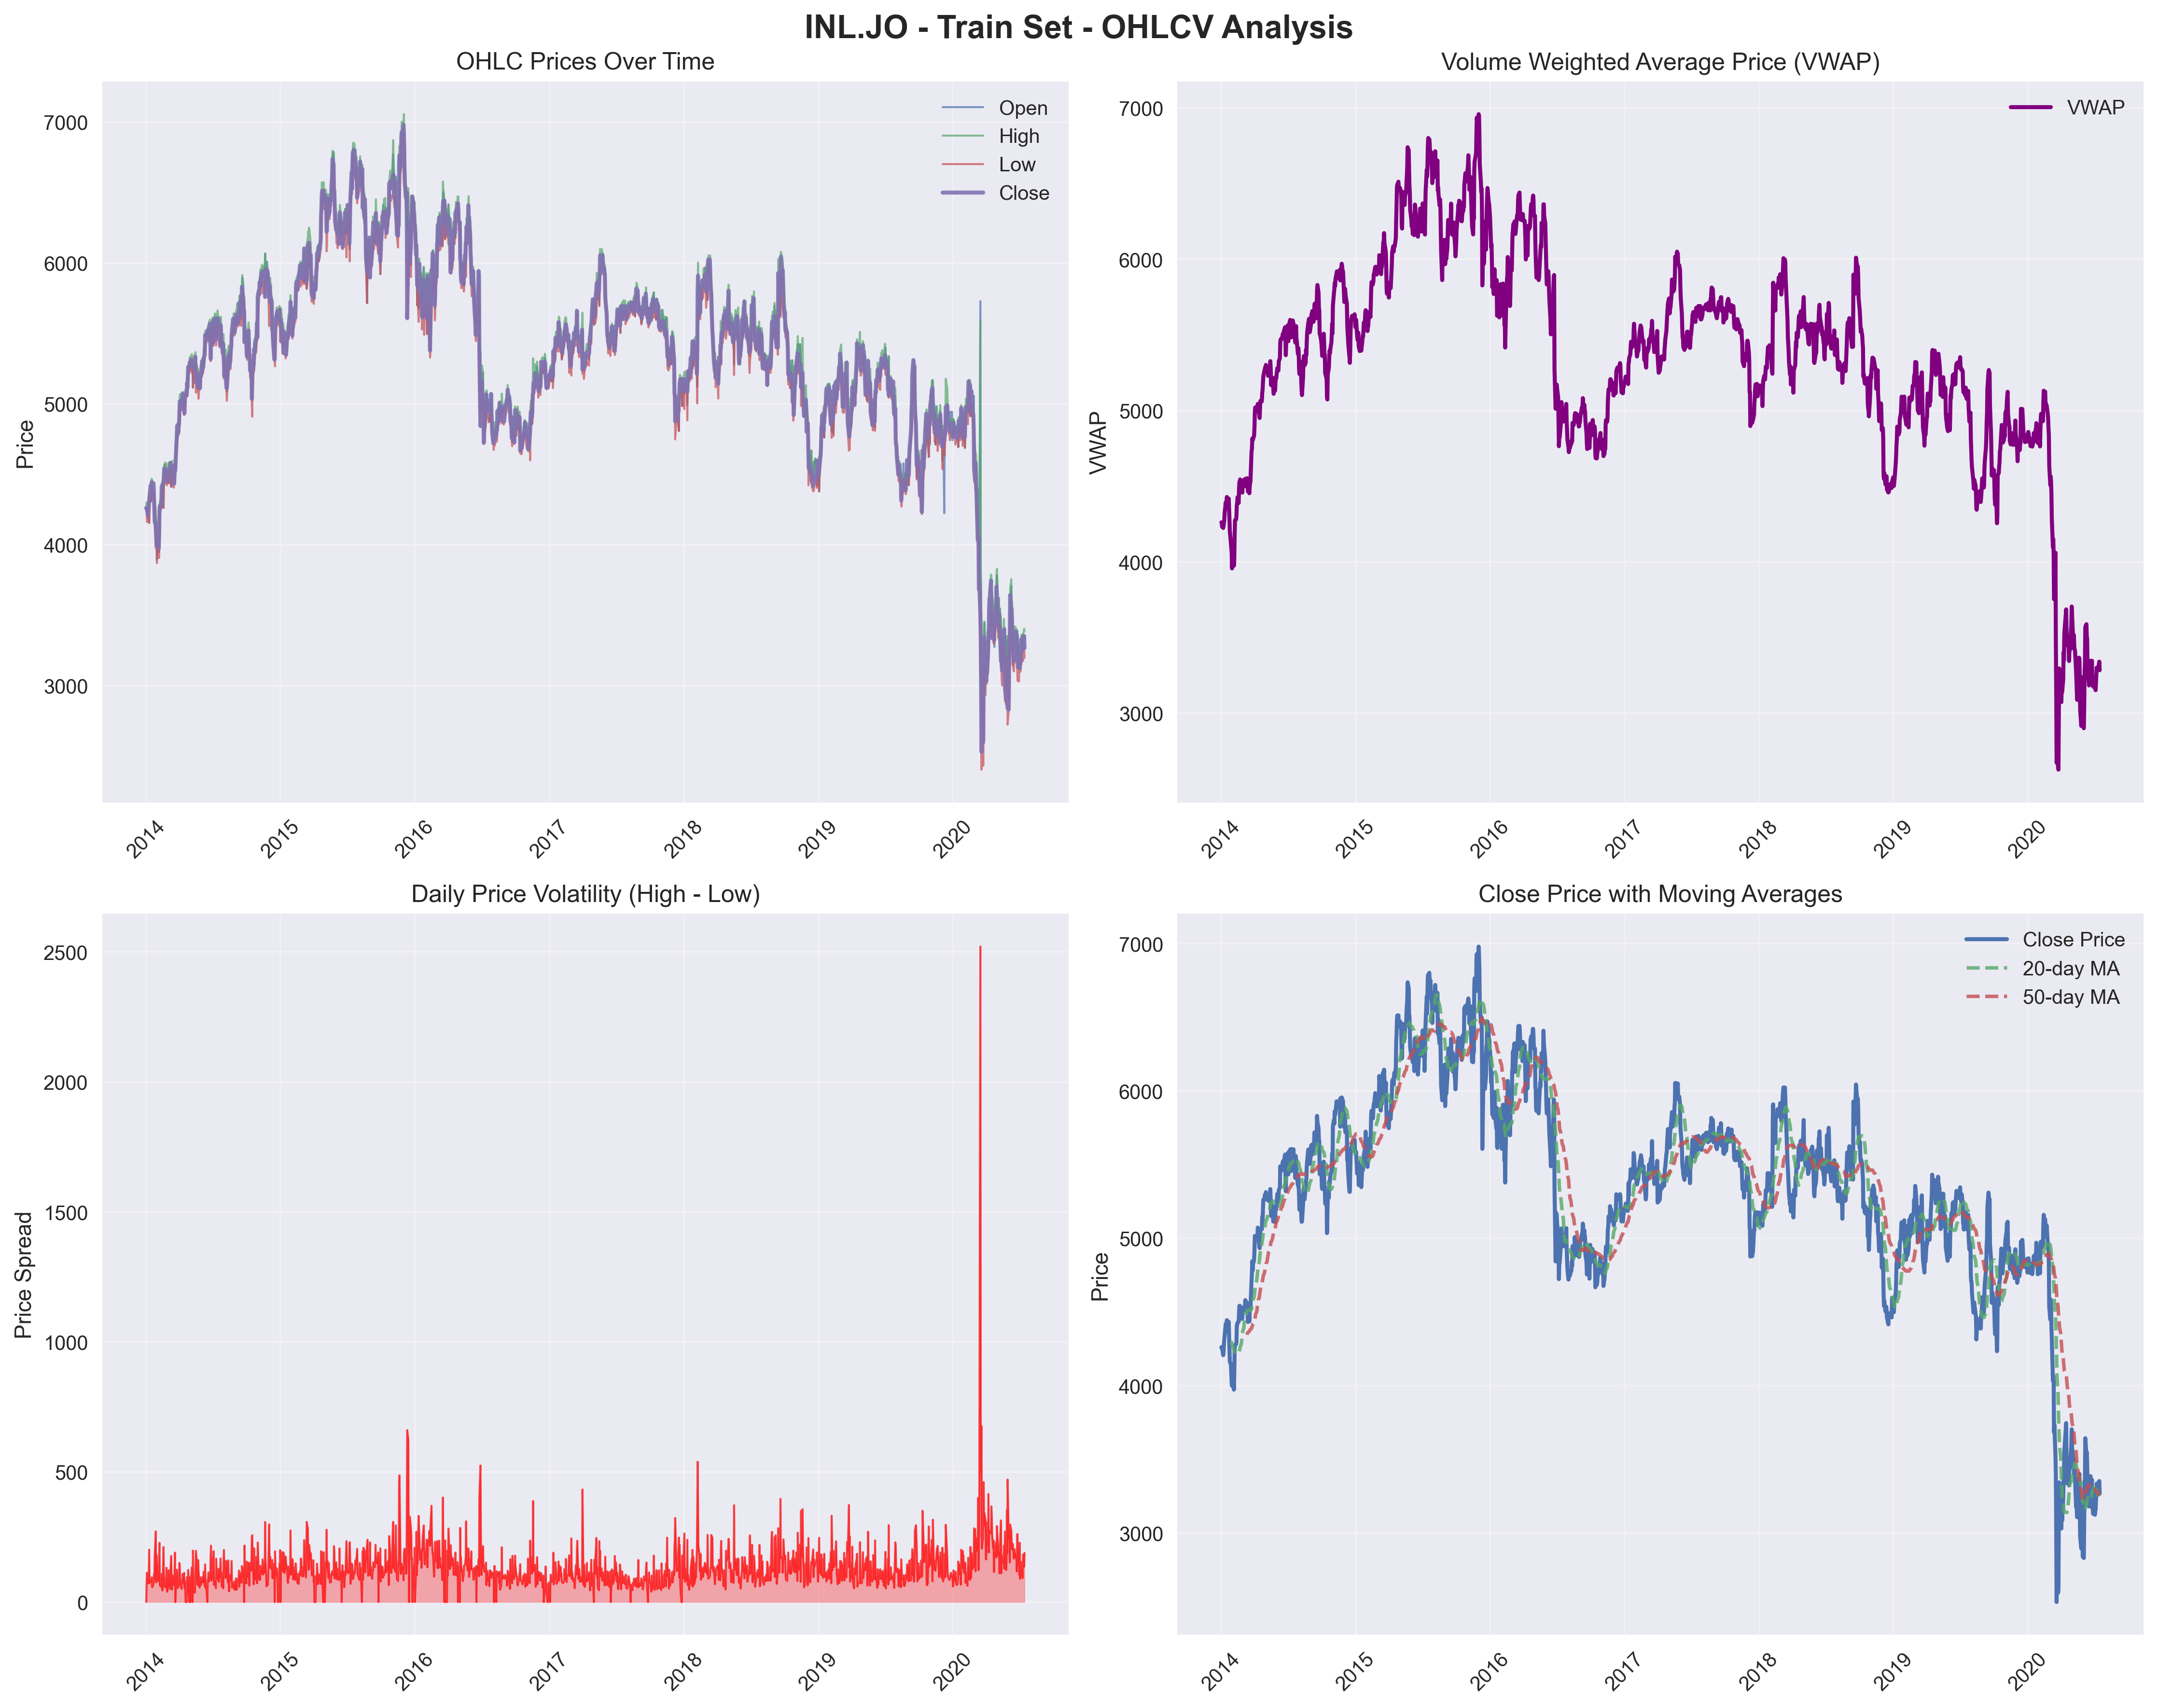 INL.JO - Train Set - OHLCV Analysis
OHLC Prices Over Time
Price
7000
6000
5000
4000
3000
Open
High
Low
Close
2014
2015
2016
2017
2018
2019
2020
Volume Weighted Average Price (VWAP)
VWAP
7000
6000
5000
4000
3000
VWAP
2014
2015
2016
2017
2018
2019
2020
Daily Price Volatility (High - Low)
Price Spread
2500
2000
1500
1000
500
0
2014
2015
2016
2017
2018
2019
2020
Close Price with Moving Averages
Price
7000
6000
5000
4000
3000
Close Price
20-day MA
50-day MA
2014
2015
2016
2017
2018
2019
2020